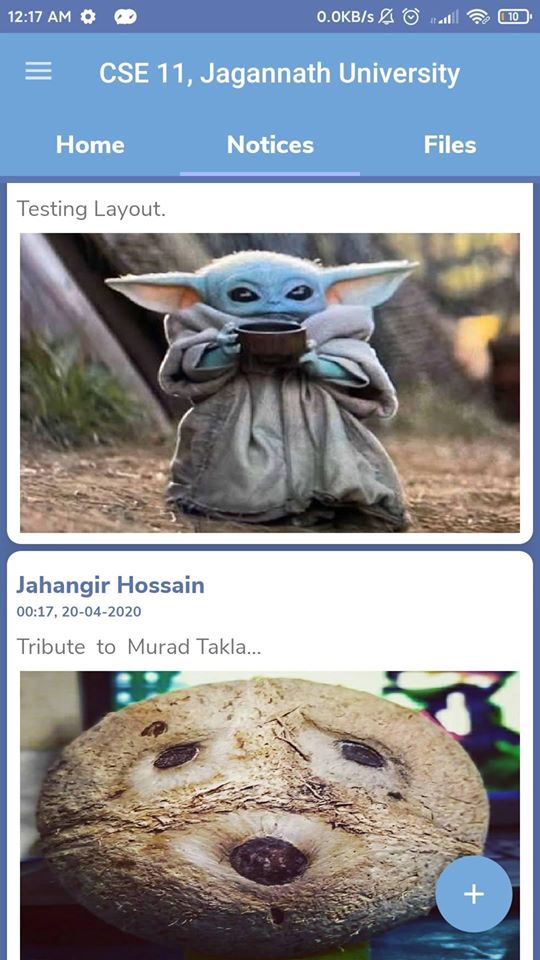 12:17 AM 0.0KB/s 10
CSE 11, Jagannath University
Home Notices Files
Testing Layout.
Jahangir Hossain
00:17, 20-04-2020
Tribute to Murad Takla...
+